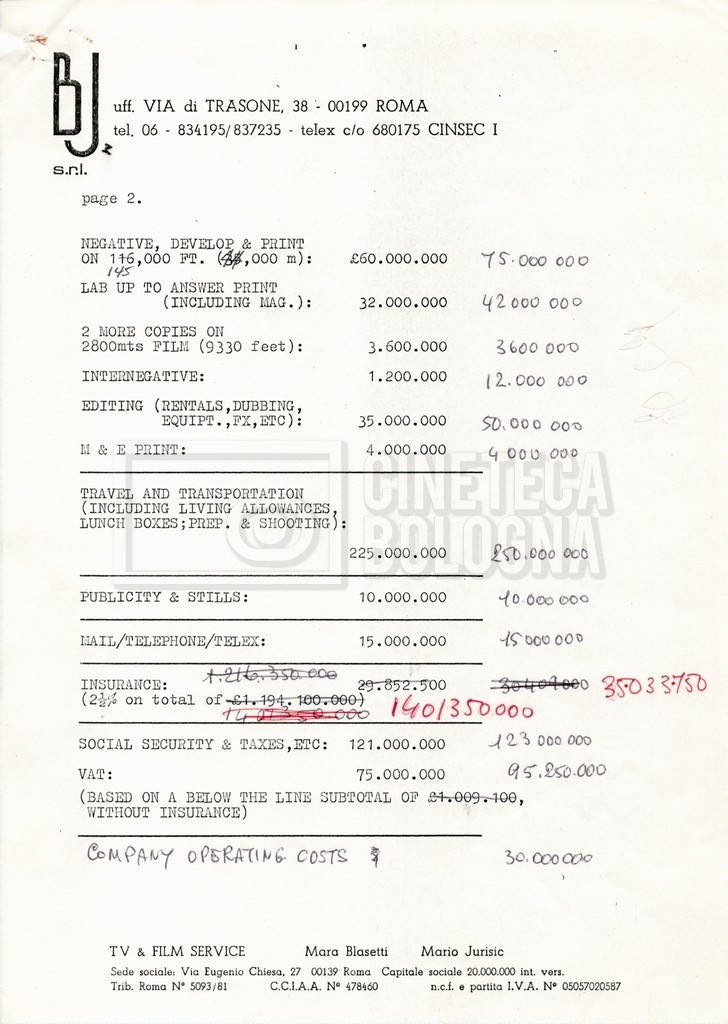 BJ
s.r.l.
uff. VIA di TRASONE, 38 - 00199 ROMA
tel. 06 - 834195/837235 - telex c/o 680175 CINSEC I
page 2.
NEGATIVE, DEVELOP & PRINT
ON 116,000 FT. ( ,000 m): £60.000.000 75.000 000
145
LAB UP TO ANSWER PRINT
(INCLUDING MAG.): 32.000.000 42 000 000
2 MORE COPIES ON
2800mts FILM (9330 feet): 3.600.000 3600 000
INTERNEGATIVE: 1.200.000 12.000 000
EDITING (RENTALS,DUBBING,
EQUIPT.,FX,ETC): 35.000.000 50.000 000
M & E PRINT: 4.000.000 4 000 000
CINETECA
BOLOGNA
TRAVEL AND TRANSPORTATION
(INCLUDING LIVING ALLOWANCES,
LUNCH BOXES;PREP. & SHOOTING):
225.000.000 250.000 000
PUBLICITY & STILLS: 10.000.000 10.000 000
MAIL/TELEPHONE/TELEX: 15.000.000 15 000 000
1.216.350.000
INSURANCE: 29.852.500 30409000 35033750
(2½% on total of £1.194.100.000) 1401350000
SOCIAL SECURITY & TAXES,ETC: 121.000.000 123 000 000
VAT: 75.000.000 95.250.000
(BASED ON A BELOW THE LINE SUBTOTAL OF £1.009.100,
WITHOUT INSURANCE)
COMPANY OPERATING COSTS 30.000000
TV & FILM SERVICE Mara Blasetti Mario Jurisic
Sede sociale: Via Eugenio Chiesa, 27 00139 Roma Capitale sociale 20.000.000 int. vers.
Trib. Roma N° 5093/81 C.C.I.A.A. N° 478460 n.c.f. e partita I.V.A. N° 05057020587